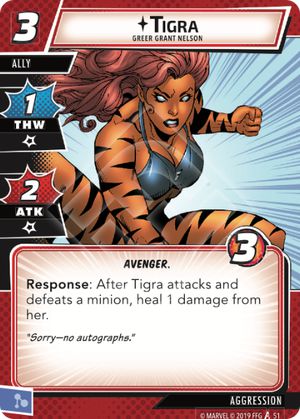 3
Tigra
GREER GRANT NELSON
ALLY
1
THW
2
ATK
3
AVENGER.
Response: After Tigra attacks and
defeats a minion, heal 1 damage from
her.
"Sorry—no autographs."
AGGRESSION
© MARVEL © 2019 FFG 51